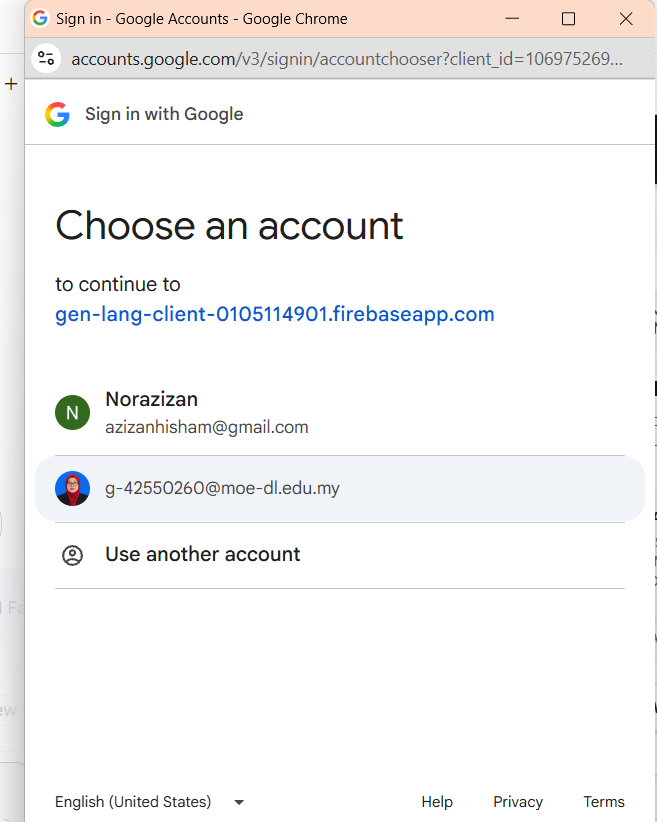 Sign in - Google Accounts - Google Chrome
accounts.google.com/v3/signin/accountchooser?client_id=106975269...
Sign in with Google
Choose an account
to continue to
gen-lang-client-0105114901.firebaseapp.com
N
Norazizan
azizanhisham@gmail.com
g-42550260@moe-dl.edu.my
Use another account
English (United States)
Help
Privacy
Terms